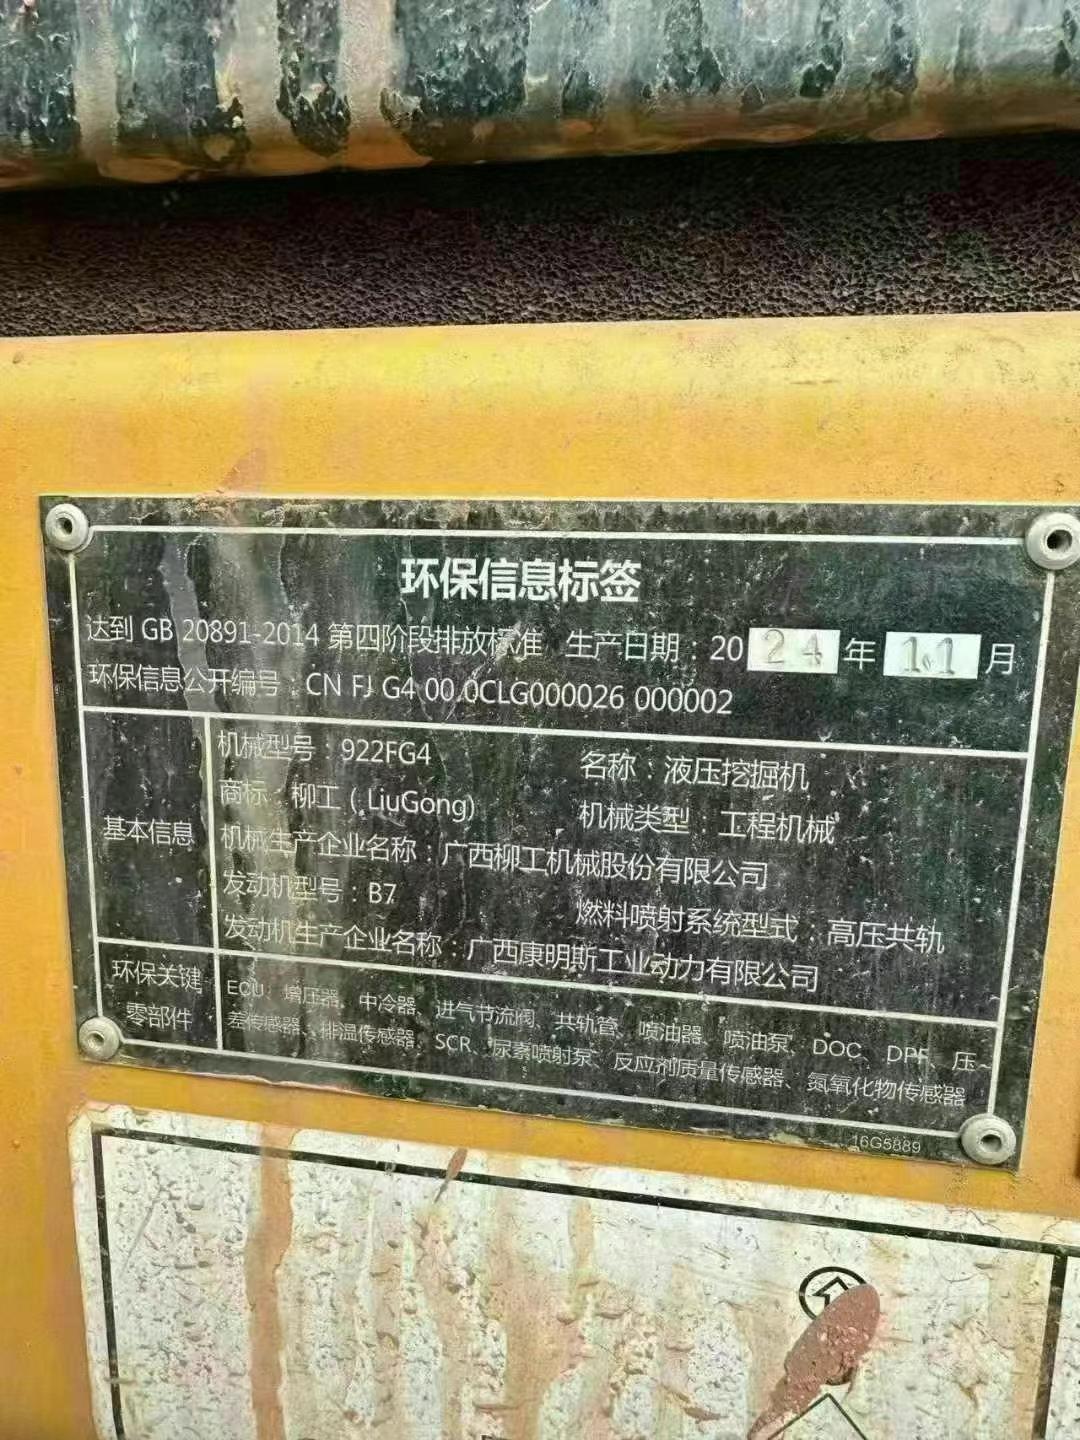 环保信息标签
达到 GB 20891-2014 第四阶段排放标准 生产日期：2024年11月
环保信息公开编号：CN FJ G4 00 0CLG000026 000002
机械型号：922FG4 名称：液压挖掘机
商标：柳工（LiuGong) 机械类型：工程机械
基本信息
机械生产企业名称：广西柳工机械股份有限公司
发动机型号：B7 燃料喷射系统型式：高压共轨
发动机生产企业名称：广西康明斯工业动力有限公司
环保关键零部件
ECU、增压器、中冷器、进气节流阀、共轨管、喷油器、喷油泵、DOC、DPF、压
差传感器、排温传感器、SCR、尿素喷射泵、反应剂质量传感器、氮氧化物传感器
16G5889